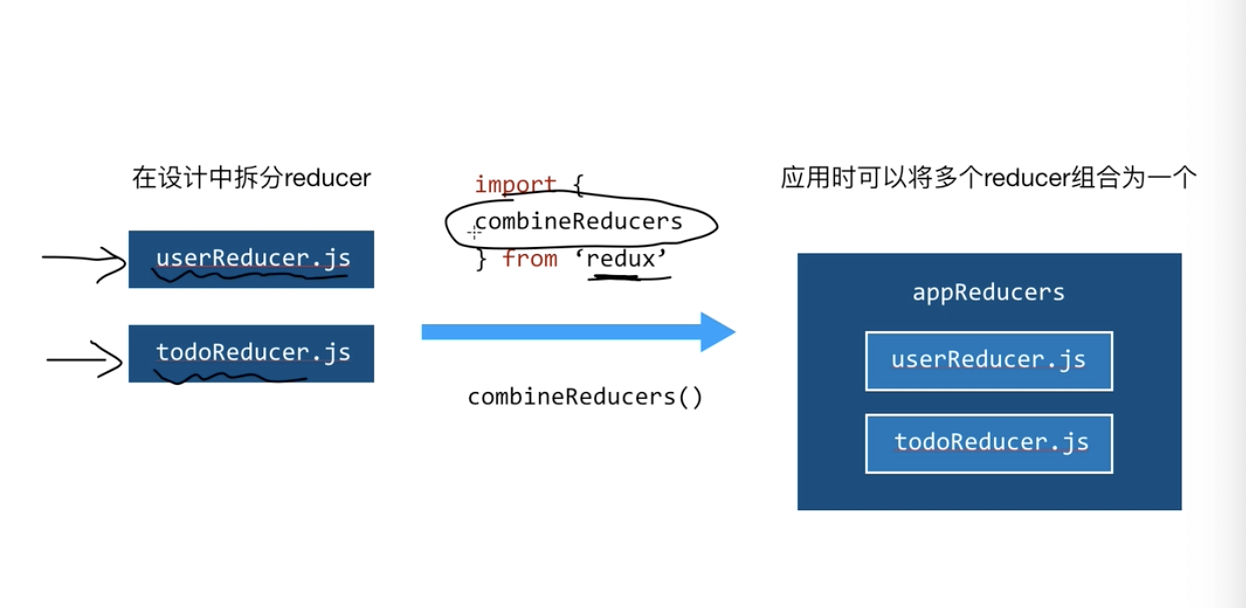 在设计中拆分reducer
userReducer.js
todoReducer.js
import {
combineReducers
} from ‘redux’
combineReducers()
应用时可以将多个reducer组合为一个
appReducers
userReducer.js
todoReducer.js